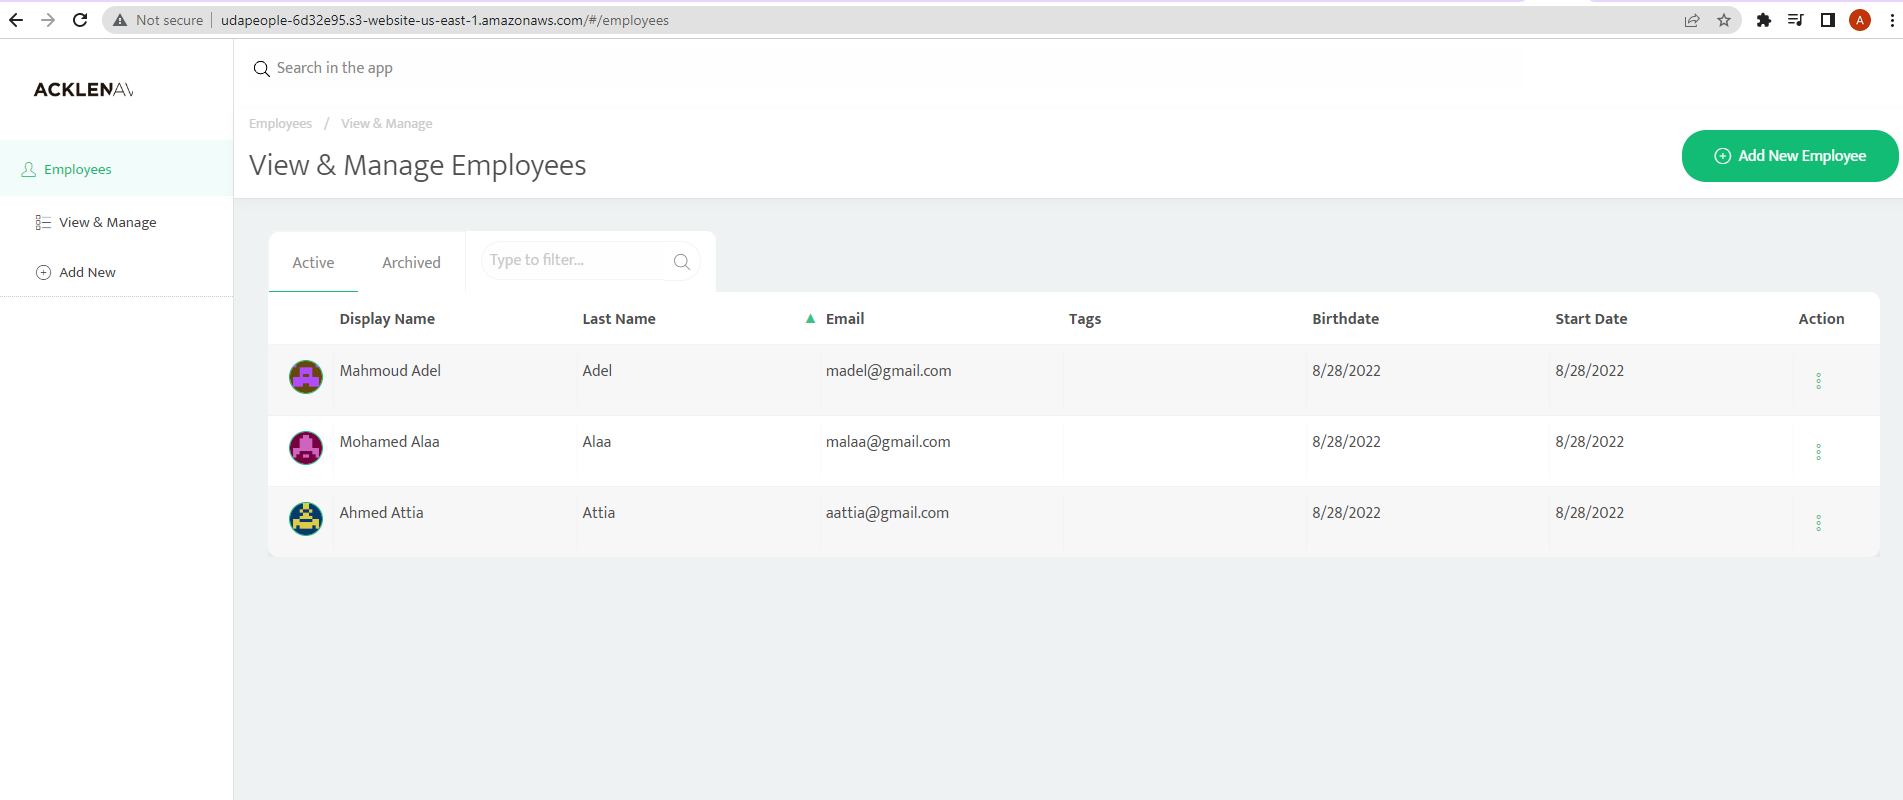 Not secure | udapeople-6d32e95.s3-website-us-east-1.amazonaws.com/#/employees
A
ACKLENAV
Search in the app
Employees / View & Manage
View & Manage Employees
Add New Employee
Employees
View & Manage
Add New
Active Archived Type to filter...
Display Name Last Name ▲ Email Tags Birthdate Start Date Action
Mahmoud Adel Adel madel@gmail.com 8/28/2022 8/28/2022
Mohamed Alaa Alaa malaa@gmail.com 8/28/2022 8/28/2022
Ahmed Attia Attia aattia@gmail.com 8/28/2022 8/28/2022